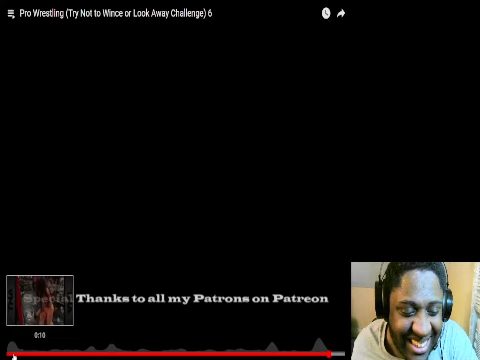 Pro Wrestling (Try Not to Wince or Look Away Challenge) 6
Special Thanks to all my Patrons on Patreon
0:10